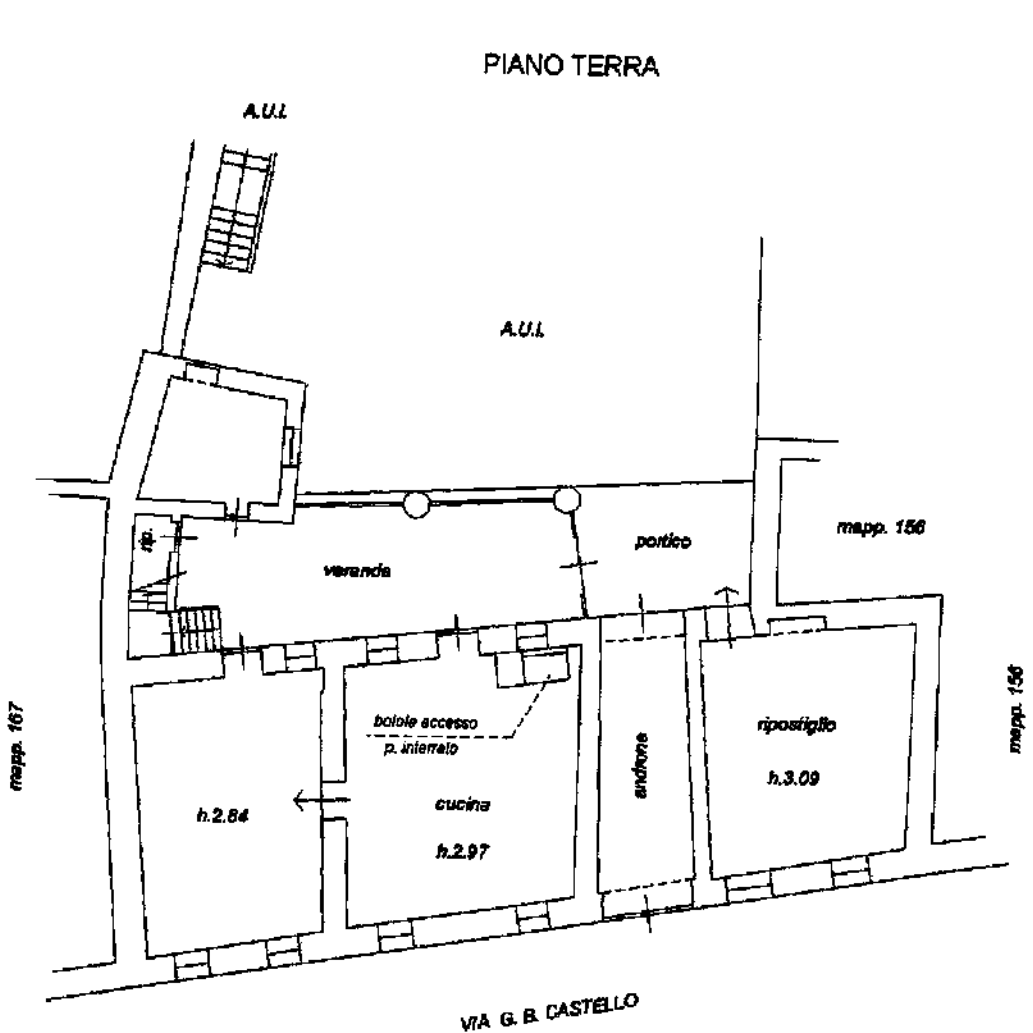 PIANO TERRA
A.U.I.
A.U.I.
mapp. 156
portico
rip.
veranda
mapp. 167
mapp. 156
botole accesso
p. interrato
ripostiglio
androne
h.3.09
h.2.84
cucina
h.2.97
VIA G. B. CASTELLO